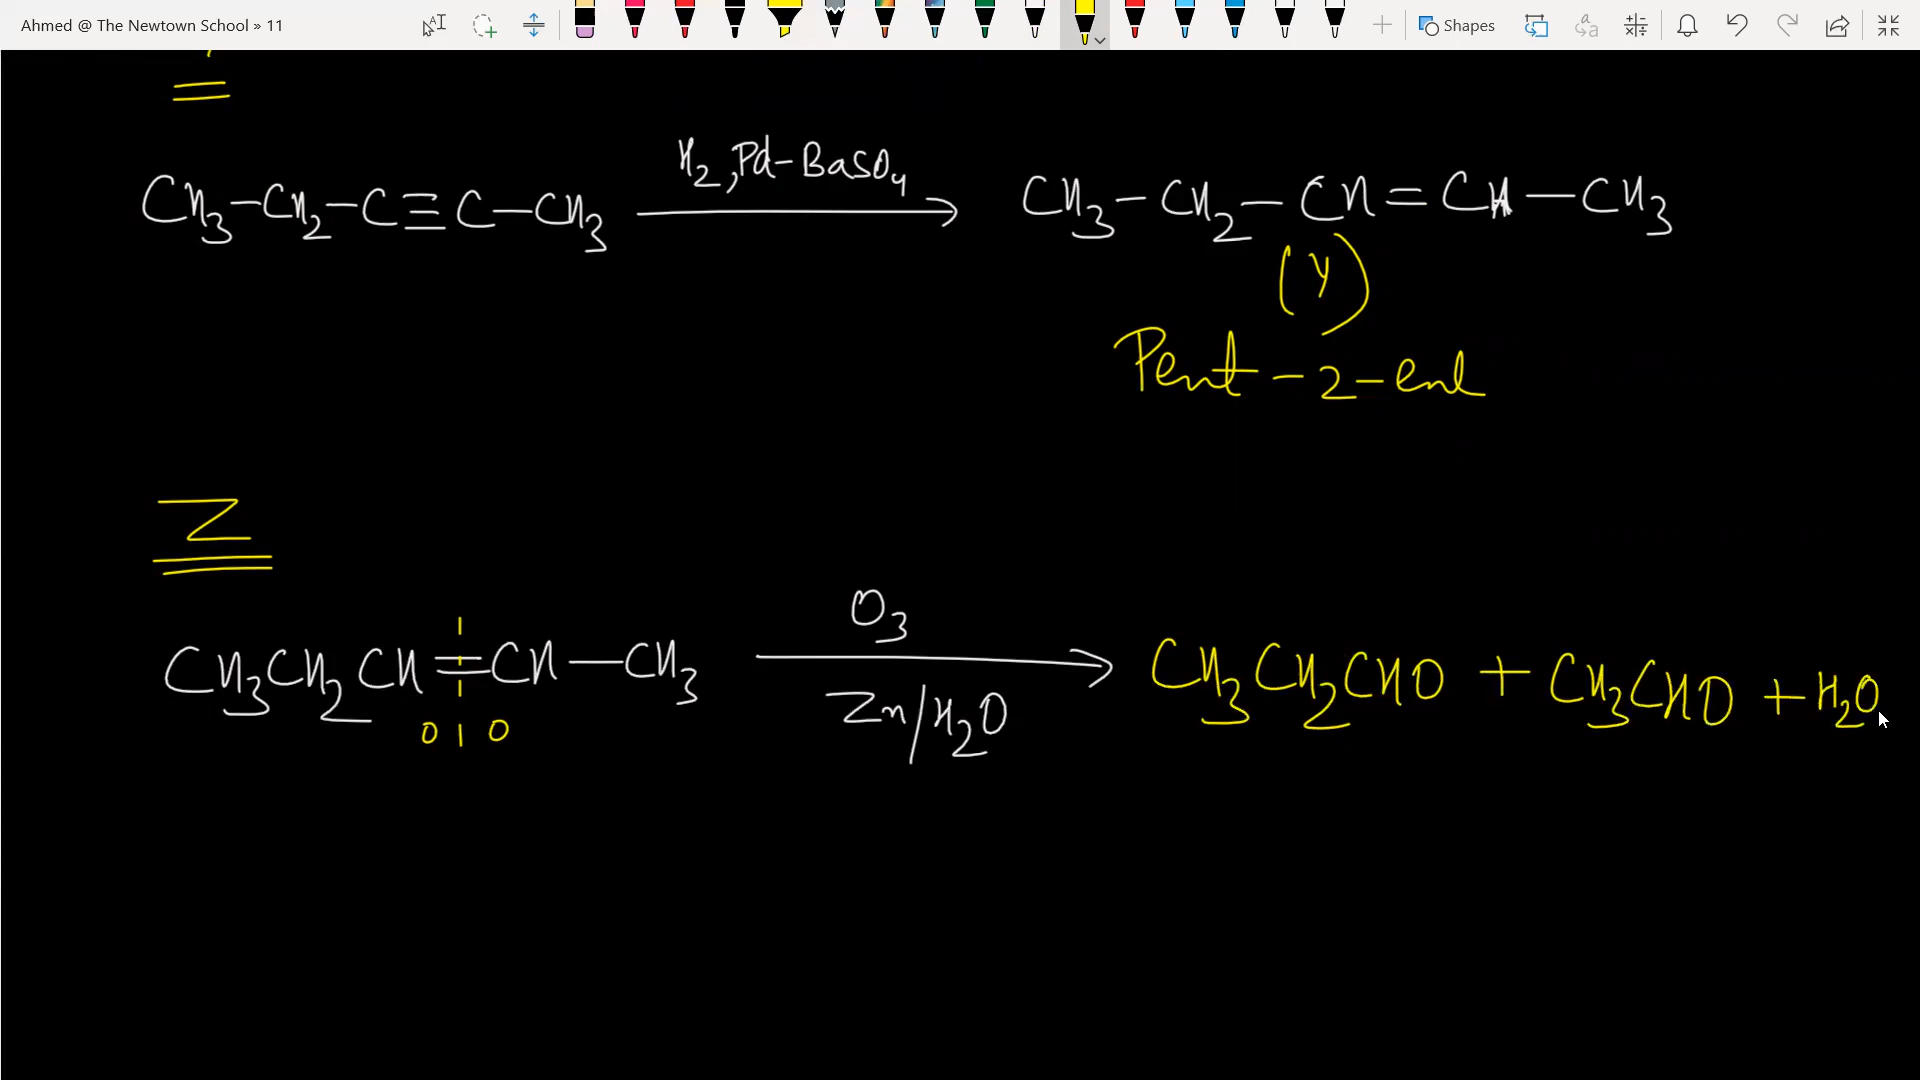 Ahmed @ The Newtown School » 11
Shapes
CH₃–CH₂–C≡C–CH₃ H₂,Pd–BaSO₄ → CH₃–CH₂–CH=CH–CH₃
(Y)
Pent-2-ene
Z
CH₃CH₂CH=CH–CH₃ O₃ Zn/H₂O → CH₃CH₂CHO + CH₃CHO + H₂O
O | O